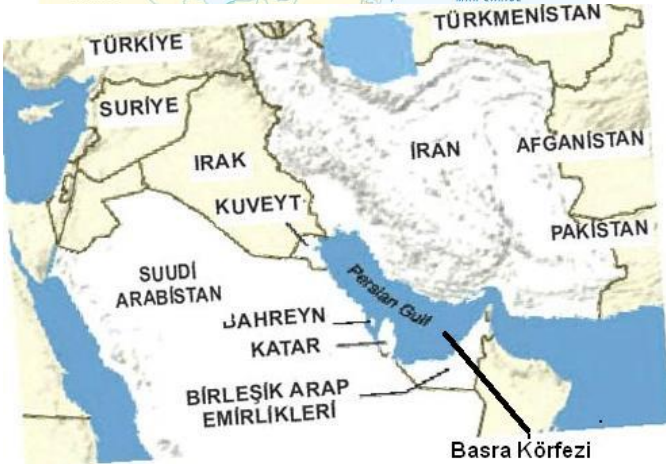 TÜRKMENİSTAN
TÜRKİYE
SURİYE
IRAK
İRAN
AFGANİSTAN
KUVEYT
PAKİSTAN
SUUDİ
ARABİSTAN
Persian Gulf
BAHREYN
KATAR
BİRLEŞİK ARAP
EMİRLİKLERİ
Basra Körfezi